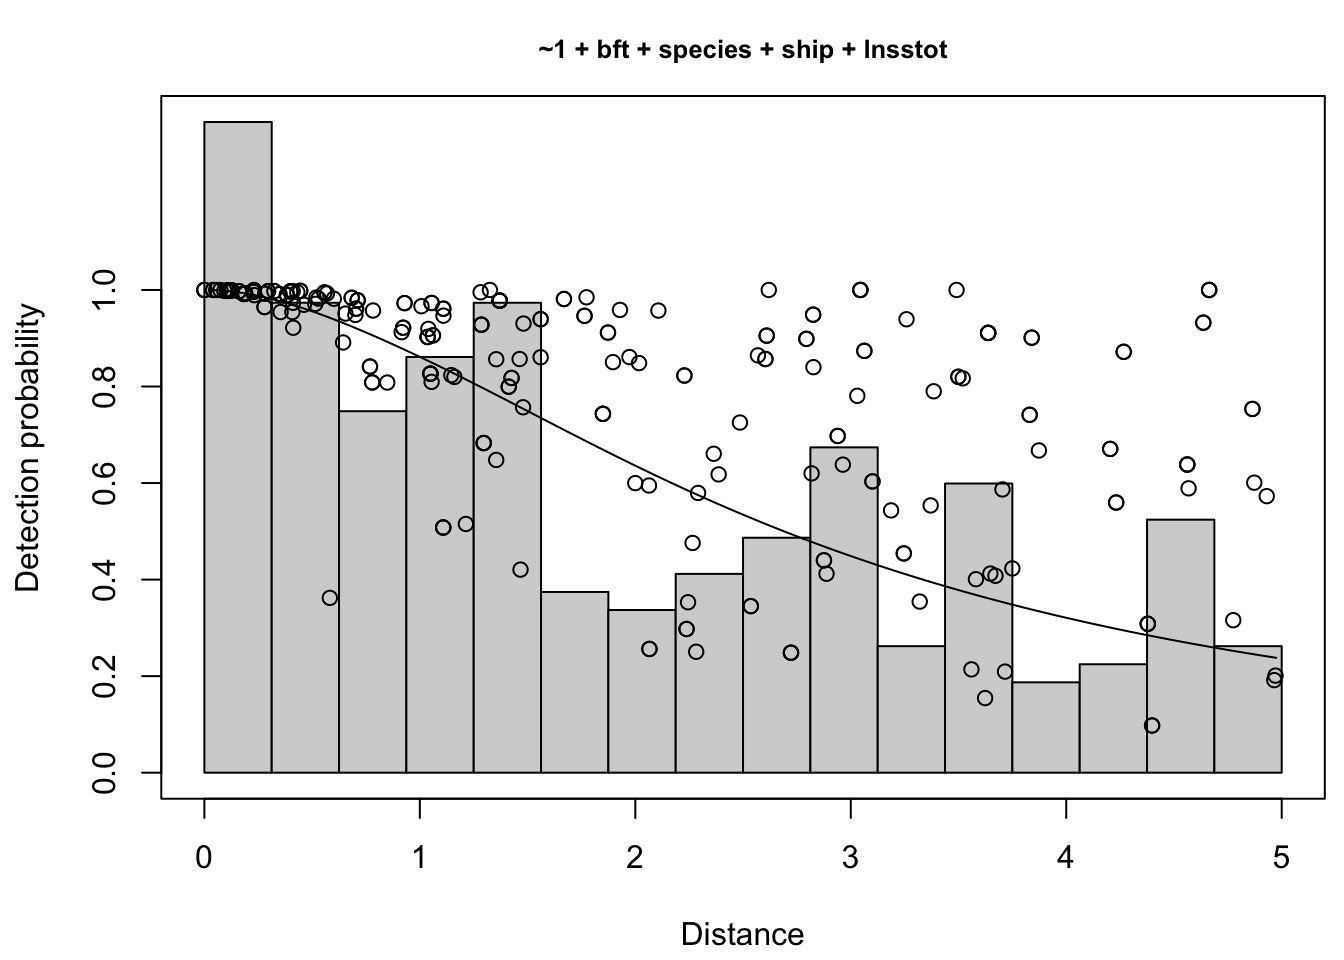 ~1 + bft + species + ship + lnsstot
Detection probability
1.0
0.8
0.6
0.4
0.2
0.0
0 1 2 3 4 5
Distance